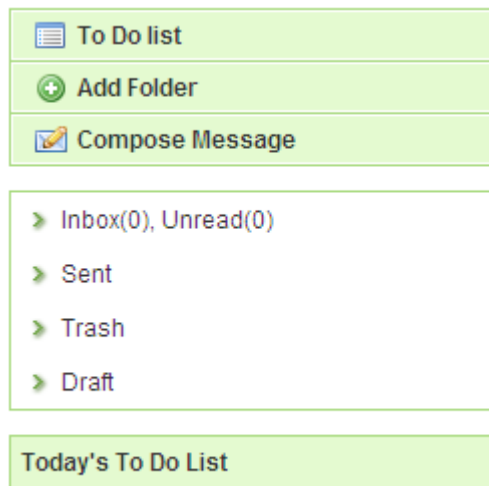 To Do list
Add Folder
Compose Message
Inbox(0), Unread(0)
Sent
Trash
Draft
Today's To Do List